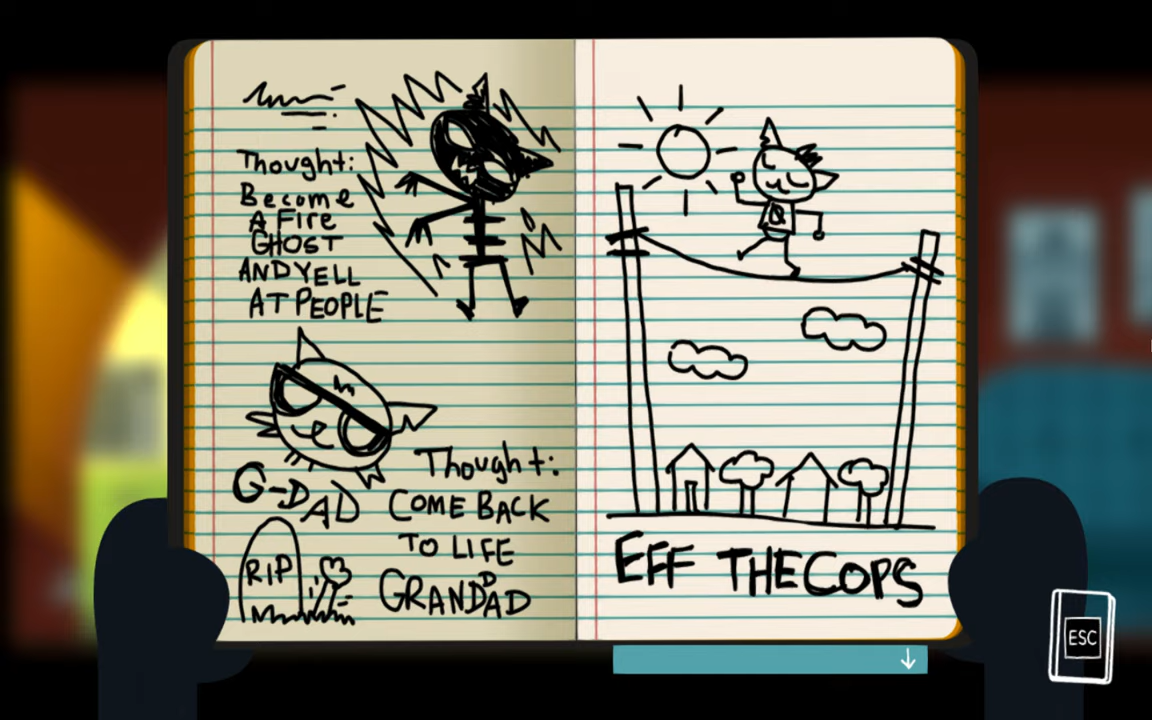 Thought:
Become
A Fire
GHOST
AND YELL
AT PEOPLE
G-DAD
Thought:
COME BACK
TO LIFE
GRANDPAD
RIP
EFF THE COPS
ESC